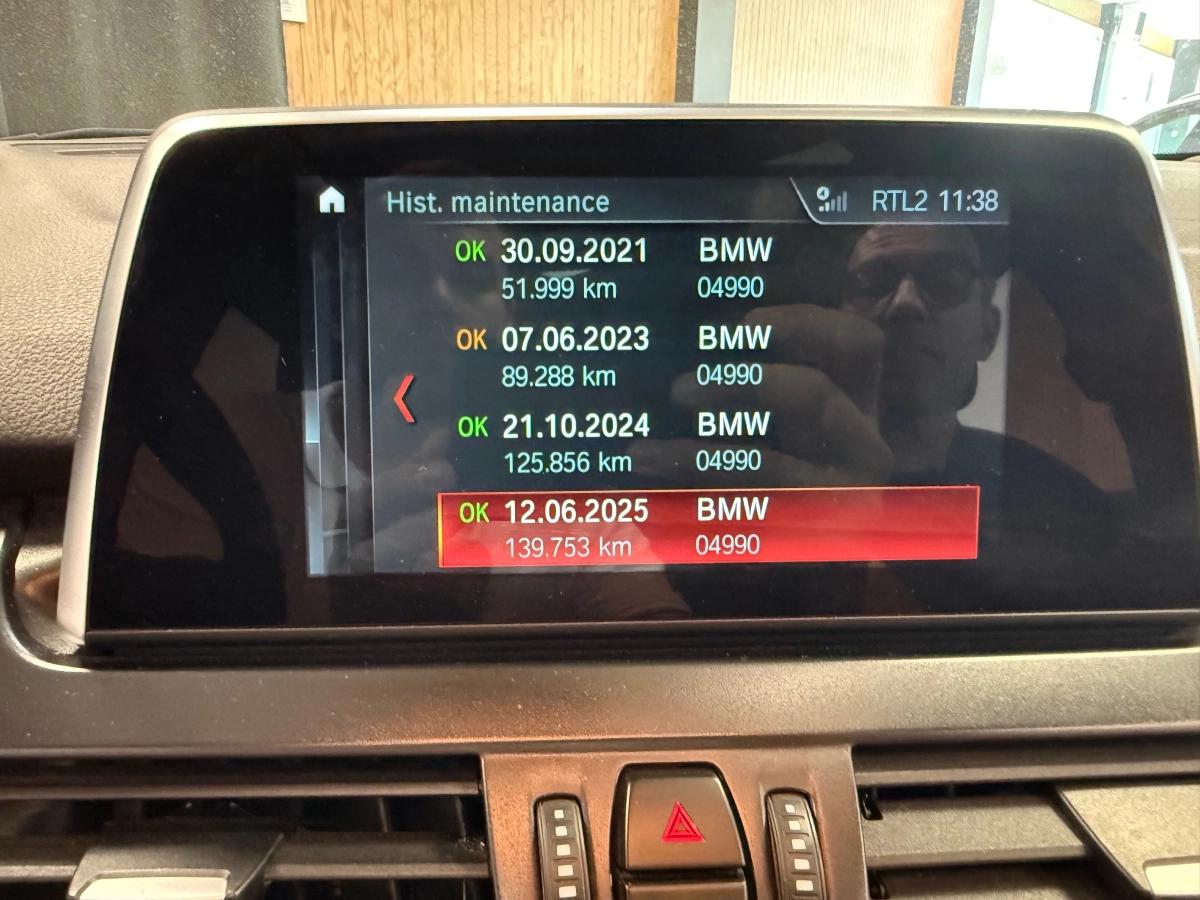 Hist. maintenance RTL2 11:38
OK 30.09.2021 BMW
51.999 km 04990
OK 07.06.2023 BMW
89.288 km 04990
OK 21.10.2024 BMW
125.856 km 04990
OK 12.06.2025 BMW
139.753 km 04990